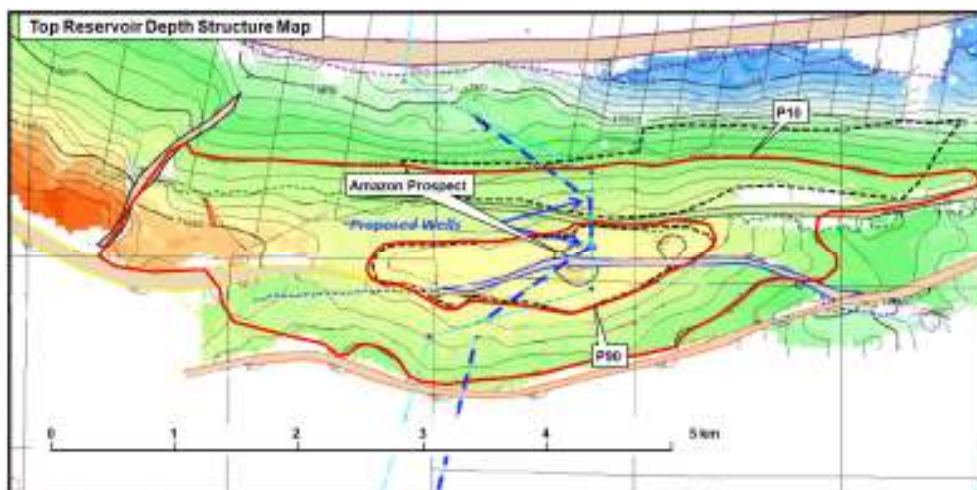 Top Reservoir Depth Structure Map
P10
Amazon Prospect
Proposed Wells
P90
0 1 2 3 4 5 km